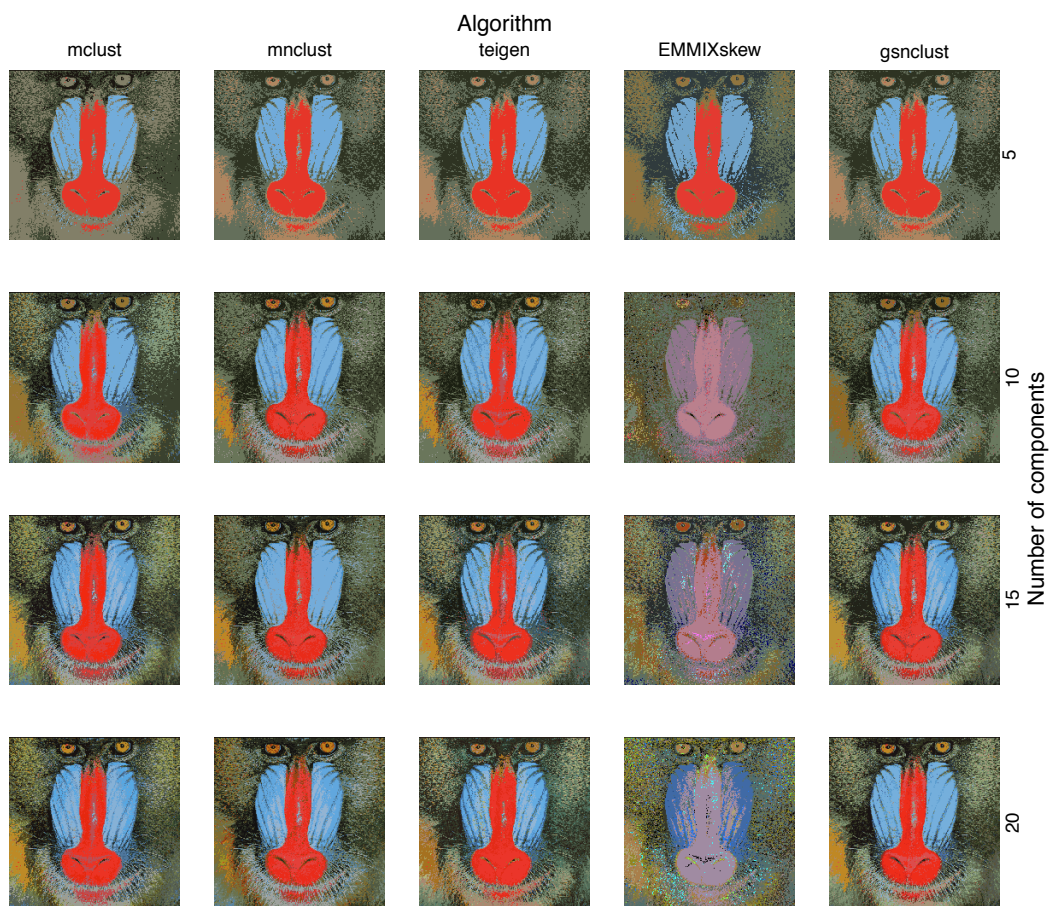 Algorithm
mclust
mnclust
teigen
EMMIXskew
gsnclust
5
10
15
20
Number of components